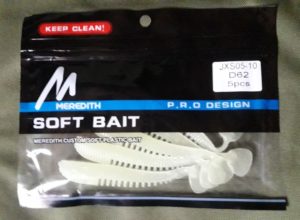 KEEP CLEAN!
JXS05-10
D62
5pcs
MEREDITH
P.R.O DESIGN
SOFT BAIT
MEREDITH CUSTOM SOFT PLASTIC BAIT